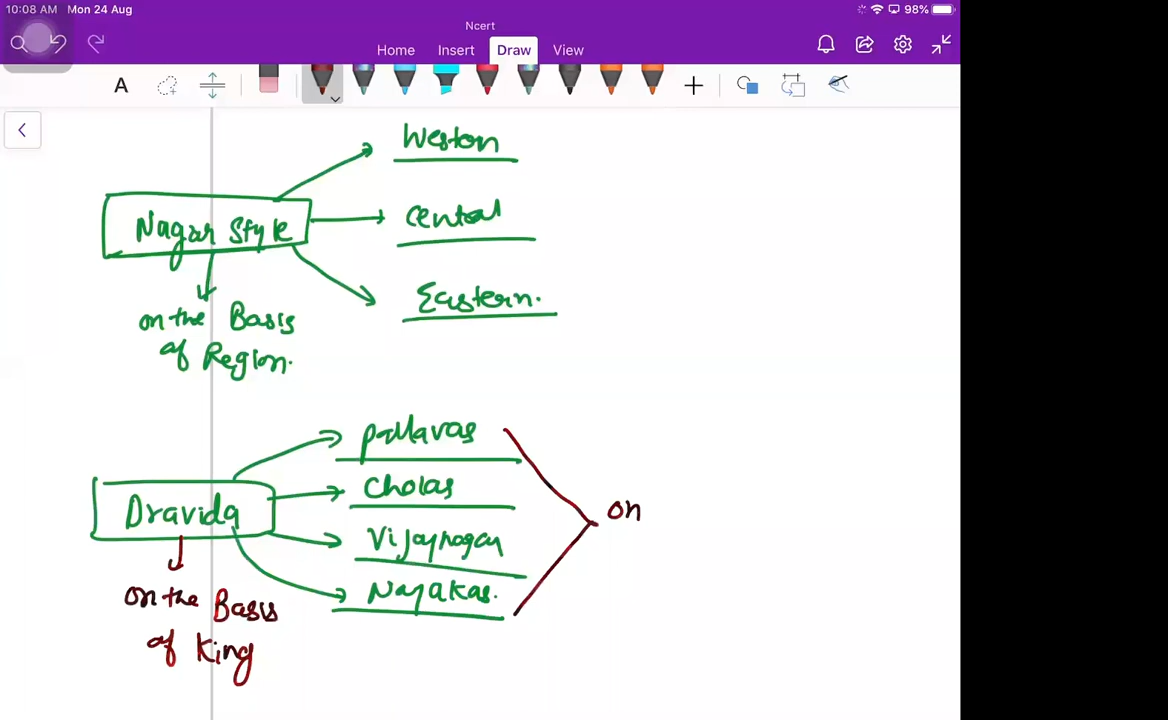 10:08 AM Mon 24 Aug
98%
Ncert
Home Insert Draw View
A
Weston
Nagar Style
Cental
Eastern.
on the Basis
of Region.
Pallavas
Cholas
on
Dravida
Vijaynagar
Nayakas.
on the Basis
of King